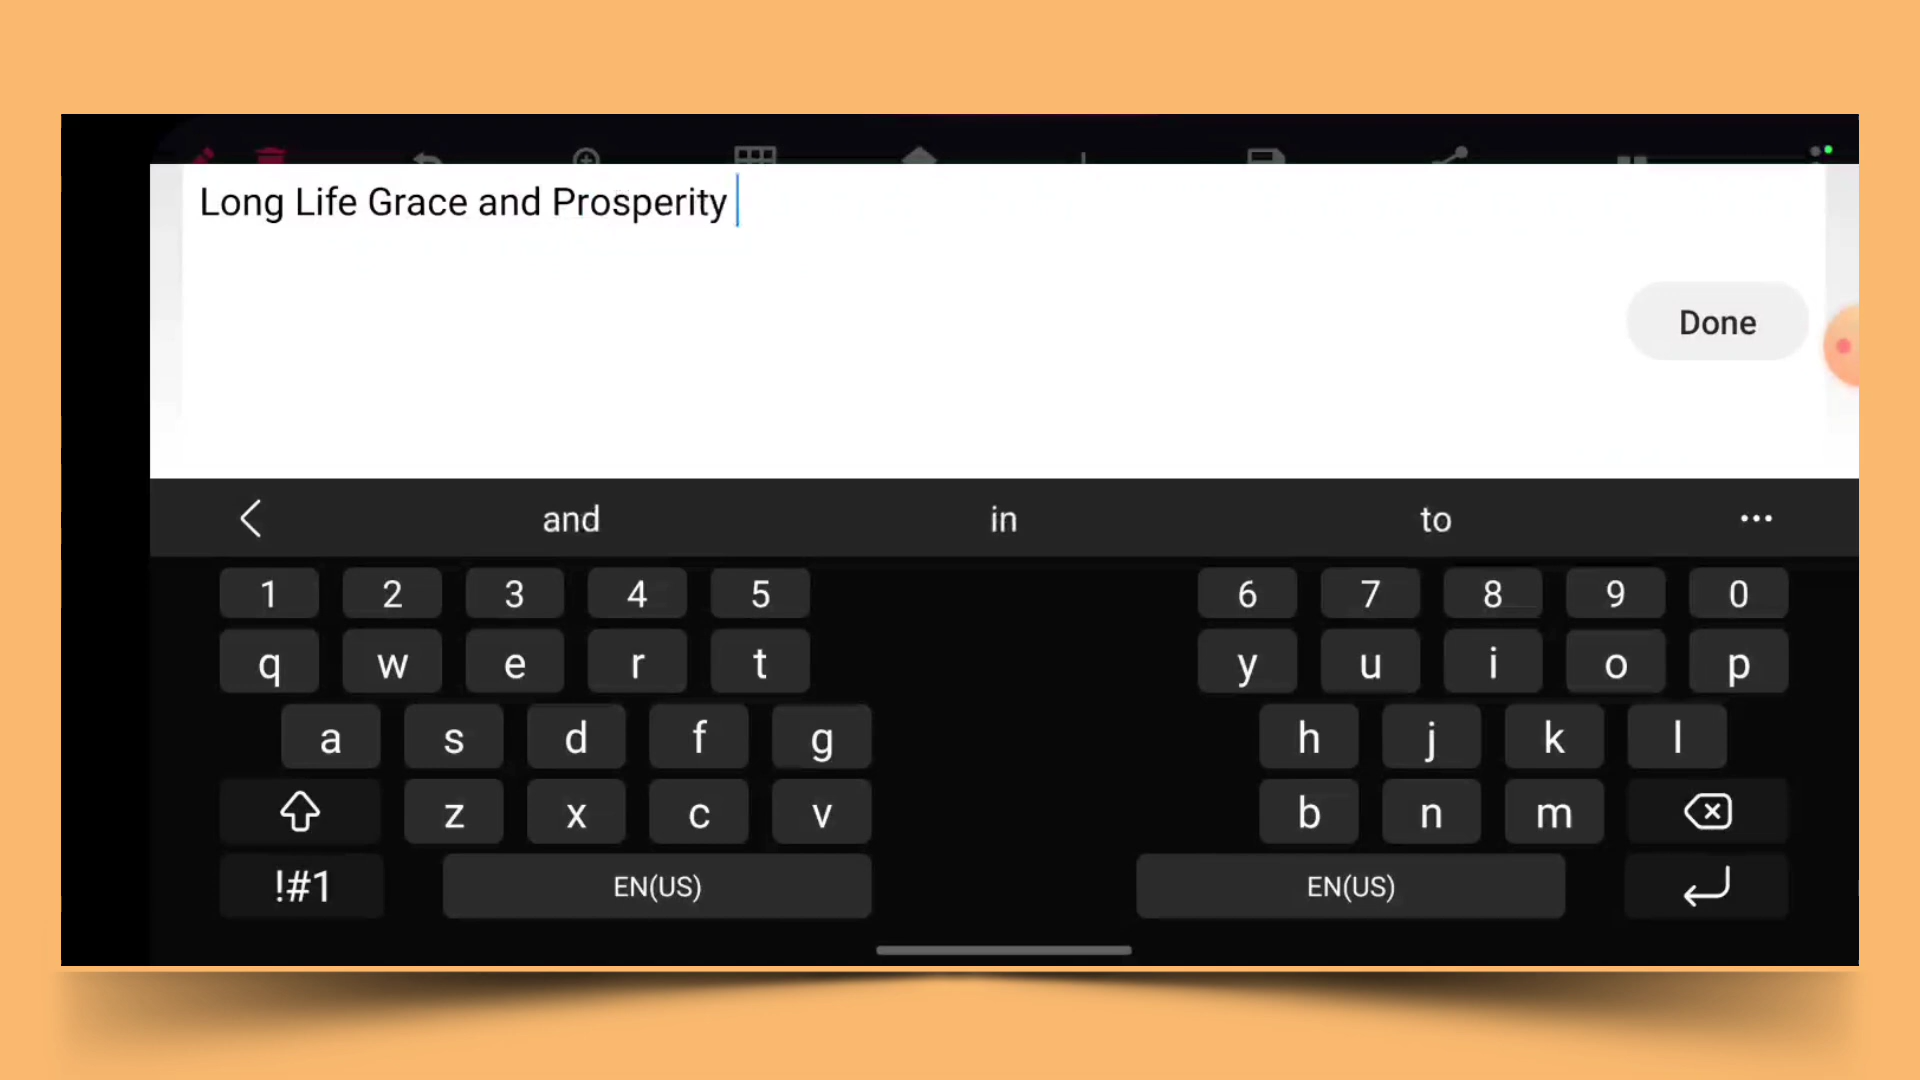 Long Life Grace and Prosperity
Done
and in to ...
1 2 3 4 5 6 7 8 9 0
q w e r t y u i o p
a s d f g h j k l
z x c v b n m
!#1 EN(US) EN(US)